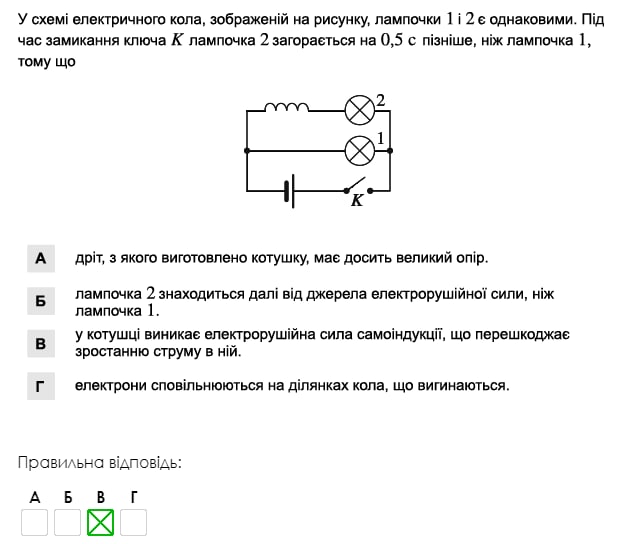 У схемі електричного кола, зображеній на рисунку, лампочки 1 і 2 є однаковими. Під
час замикання ключа K лампочка 2 загорається на 0,5 с пізніше, ніж лампочка 1,
тому що
2
1
K
А дріт, з якого виготовлено котушку, має досить великий опір.
Б лампочка 2 знаходиться далі від джерела електрорушійної сили, ніж
лампочка 1.
В у котушці виникає електрорушійна сила самоіндукції, що перешкоджає
зростанню струму в ній.
Г електрони сповільнюються на ділянках кола, що вигинаються.
Правильна відповідь:
А Б В Г